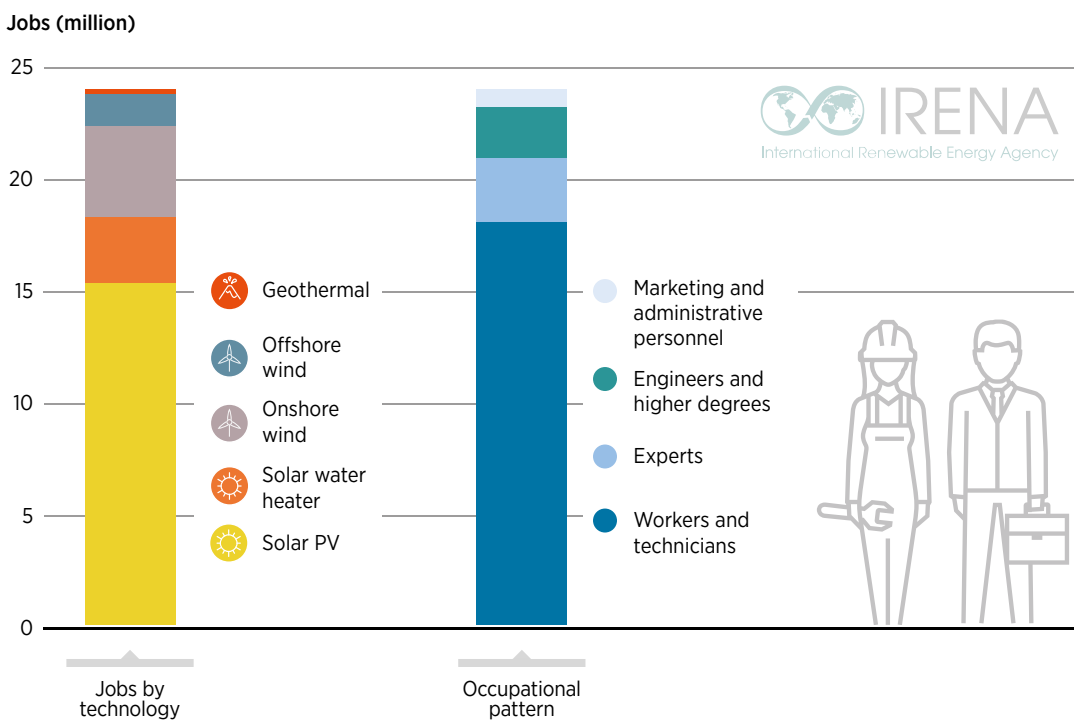 Jobs (million)
25
20
15
10
5
0
IRENA
International Renewable Energy Agency
Geothermal
Offshore
wind
Onshore
wind
Solar water
heater
Solar PV
Marketing and
administrative
personnel
Engineers and
higher degrees
Experts
Workers and
technicians
Jobs by
technology
Occupational
pattern